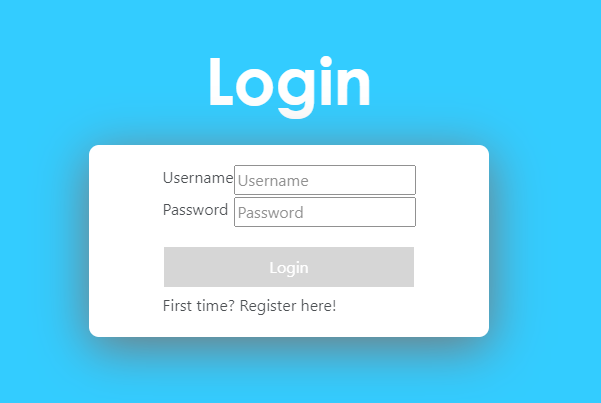 Login
Username Username
Password Password
Login
First time? Register here!